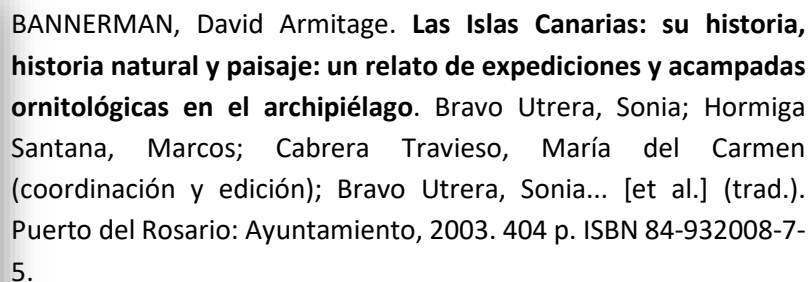 BANNERMAN, David Armitage. Las Islas Canarias: su historia,
historia natural y paisaje: un relato de expediciones y acampadas
ornitológicas en el archipiélago. Bravo Utrera, Sonia; Hormiga
Santana, Marcos; Cabrera Travieso, María del Carmen
(coordinación y edición); Bravo Utrera, Sonia... [et al.] (trad.).
Puerto del Rosario: Ayuntamiento, 2003. 404 p. ISBN 84-932008-7-
5.